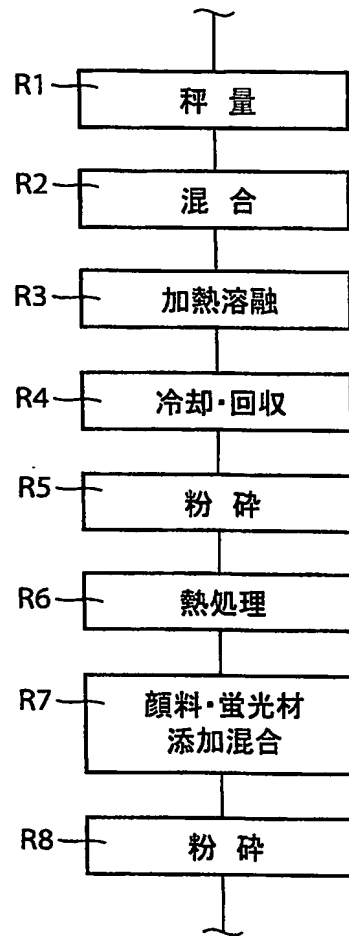 R1 秤量
R2 混合
R3 加熱溶融
R4 冷却・回収
R5 粉砕
R6 熱処理
R7 顔料・蛍光材
添加混合
R8 粉砕